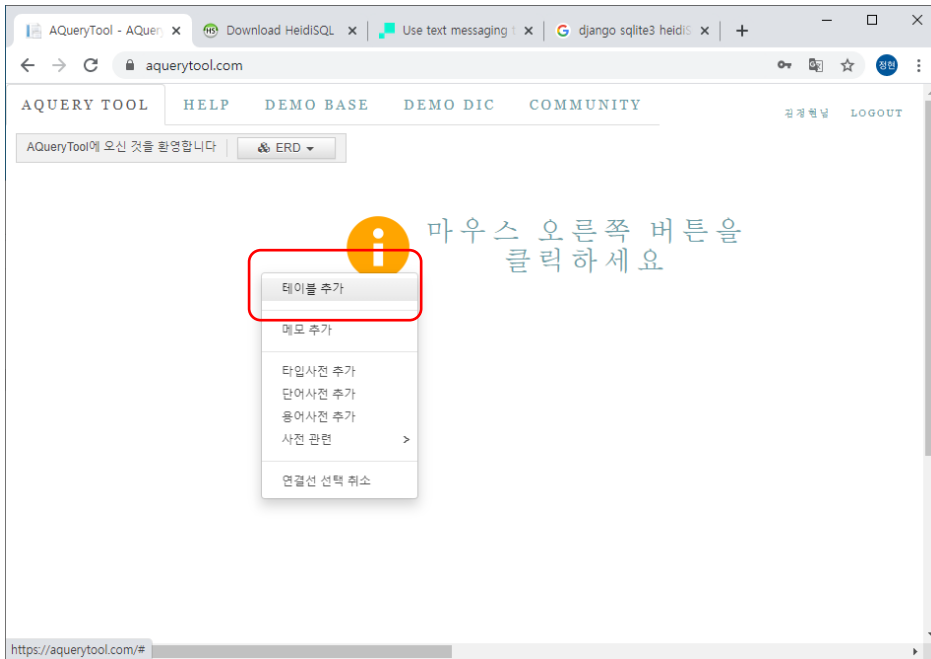 AQueryTool - AQuer
Download HeidiSQL
Use text messaging
django sqlite3 heidiS
aquerytool.com
정현
AQUERY TOOL
HELP
DEMO BASE
DEMO DIC
COMMUNITY
김정현님
LOGOUT
AQueryTool에 오신 것을 환영합니다
ERD
마우스 오른쪽 버튼을
클릭하세요
테이블 추가
메모 추가
타입사전 추가
단어사전 추가
용어사전 추가
사전 관련
연결선 선택 취소
https://aquerytool.com/#